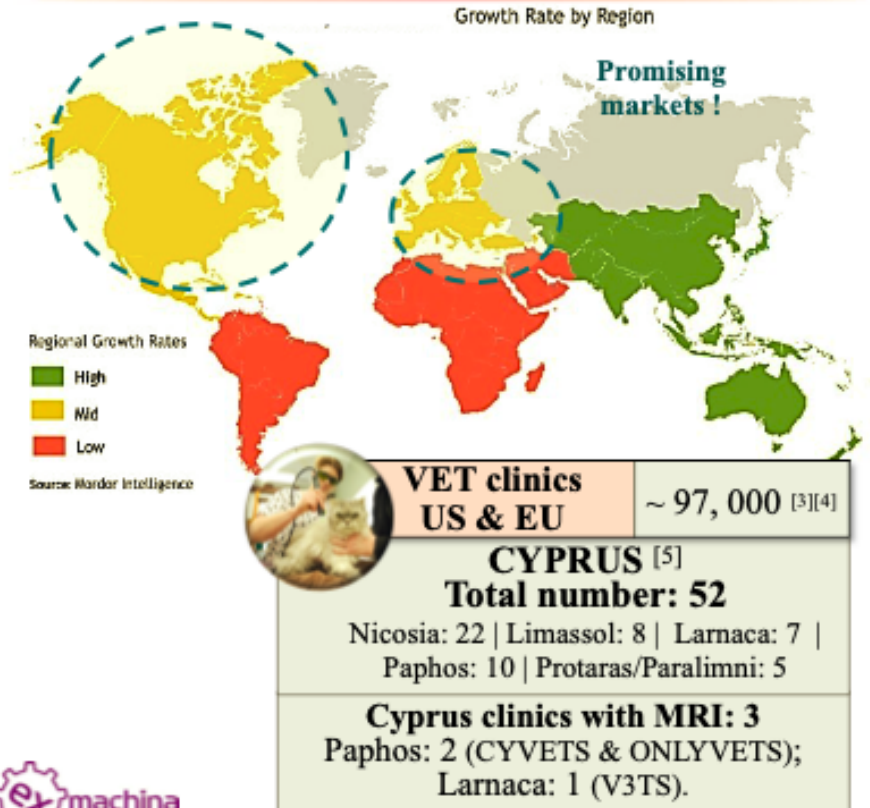 Growth Rate by Region
Promising
markets !
Regional Growth Rates
High
Mid
Low
Source: Mordor Intelligence
VET clinics
US & EU
~ 97, 000 [3][4]
CYPRUS [5]
Total number: 52
Nicosia: 22 | Limassol: 8 | Larnaca: 7 |
Paphos: 10 | Protaras/Paralimni: 5
Cyprus clinics with MRI: 3
Paphos: 2 (CYVETS & ONLYVETS);
Larnaca: 1 (V3TS).
ex machina